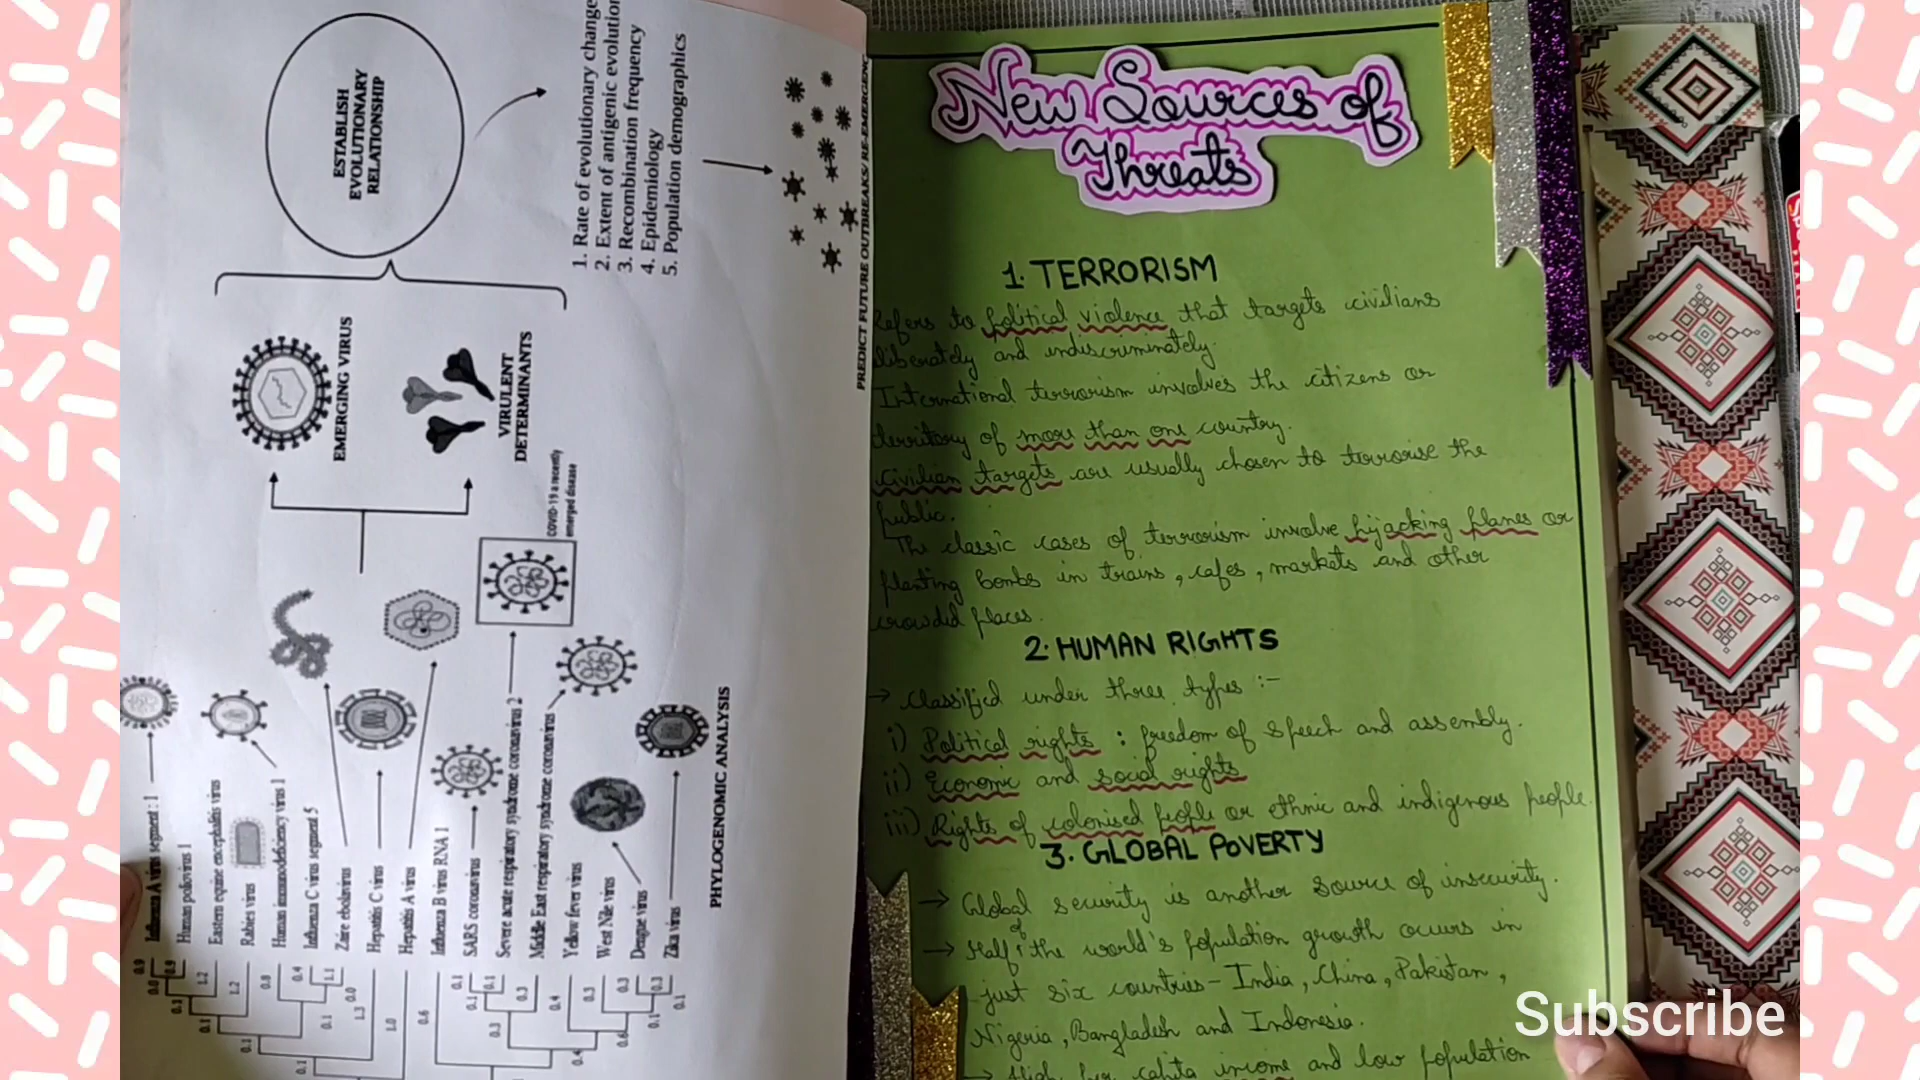 ESTABLISH
EVOLUTIONARY
RELATIONSHIP
1. Rate of evolutionary change
2. Extent of antigenic evolution
3. Recombination frequency
4. Epidemiology
5. Population demographics
PREDICT FUTURE OUTBREAKS/RE-EMERGENC
EMERGING VIRUS
VIRULENT
DETERMINANTS
COVID-19 a recently
emerged disease
Influenza A virus segment : 1
Human poliovirus 1
Eastern equine encephalitis virus
Rabies virus
Human immunodeficiency virus 1
Influenza C virus segment 5
Zaire ebolavirus
Hepatitis C virus
Hepatitis A virus
Influenza B virus RNA 1
SARS coronavirus
Severe acute respiratory syndrome coronavirus 2
Middle East respiratory syndrome coronavirus
Yellow fever virus
West Nile virus
Dengue virus
Zika virus
PHYLOGENOMIC ANALYSIS
New Sources of
Threats
1. TERRORISM
Refers to political violence that targets civilians
liberately and indiscriminately.
International terrorism involves the citizens or
territory of more than one country.
Civilian targets are usually chosen to terrorise the
public.
The classic cases of terrorism involve hijacking planes or
planting bombs in trains, cafes, markets and other
crowded places.
2. HUMAN RIGHTS
→ Classified under three types :-
i) Political rights : freedom of speech and assembly.
ii) Economic and social rights
iii) Rights of colonised people or ethnic and indigenous people.
3. GLOBAL POVERTY
→ Global security is another source of insecurity.
→ Half of the world's population growth occurs in
just six countries - India, China, Pakistan,
Nigeria, Bangladesh and Indonesia.
→ High per capita income and low population
Subscribe